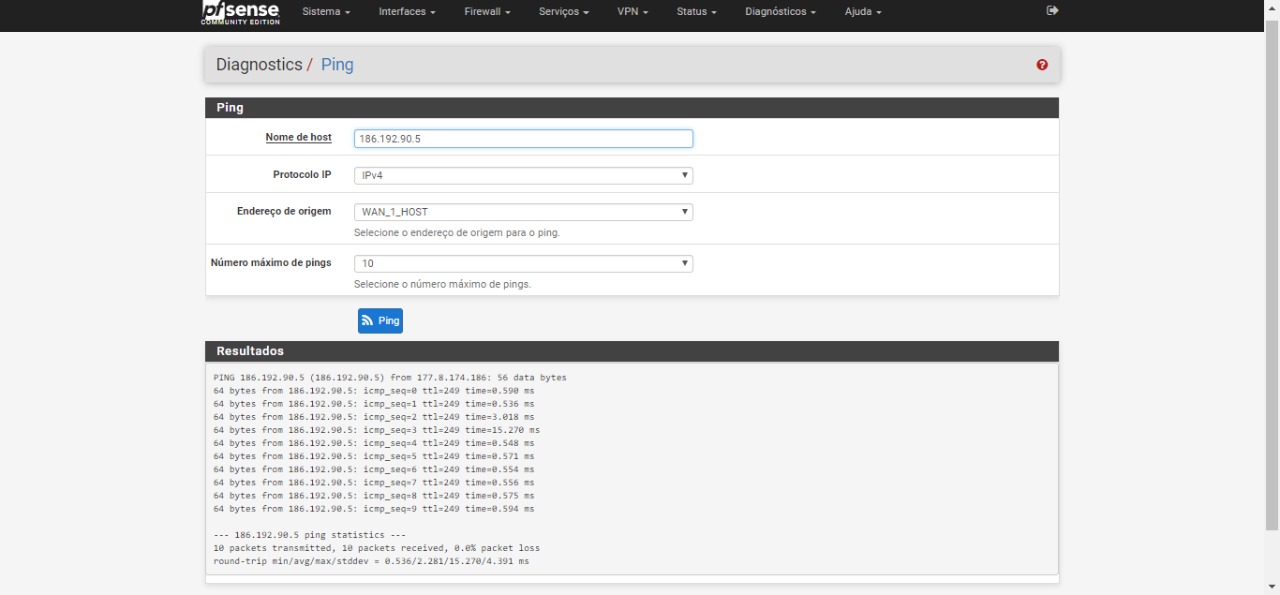 pfsense
COMMUNITY EDITION
Sistema Interfaces Firewall Serviços VPN Status Diagnósticos Ajuda
Diagnostics / Ping
Ping
Nome de host 186.192.90.5
Protocolo IP IPv4
Endereço de origem WAN_1_HOST
Selecione o endereço de origem para o ping.
Número máximo de pings 10
Selecione o número máximo de pings.
Ping
Resultados
PING 186.192.90.5 (186.192.90.5) from 177.8.174.186: 56 data bytes
64 bytes from 186.192.90.5: icmp_seq=0 ttl=249 time=0.590 ms
64 bytes from 186.192.90.5: icmp_seq=1 ttl=249 time=0.536 ms
64 bytes from 186.192.90.5: icmp_seq=2 ttl=249 time=3.018 ms
64 bytes from 186.192.90.5: icmp_seq=3 ttl=249 time=15.270 ms
64 bytes from 186.192.90.5: icmp_seq=4 ttl=249 time=0.548 ms
64 bytes from 186.192.90.5: icmp_seq=5 ttl=249 time=0.571 ms
64 bytes from 186.192.90.5: icmp_seq=6 ttl=249 time=0.554 ms
64 bytes from 186.192.90.5: icmp_seq=7 ttl=249 time=0.556 ms
64 bytes from 186.192.90.5: icmp_seq=8 ttl=249 time=0.575 ms
64 bytes from 186.192.90.5: icmp_seq=9 ttl=249 time=0.594 ms
--- 186.192.90.5 ping statistics ---
10 packets transmitted, 10 packets received, 0.0% packet loss
round-trip min/avg/max/stddev = 0.536/2.281/15.270/4.391 ms